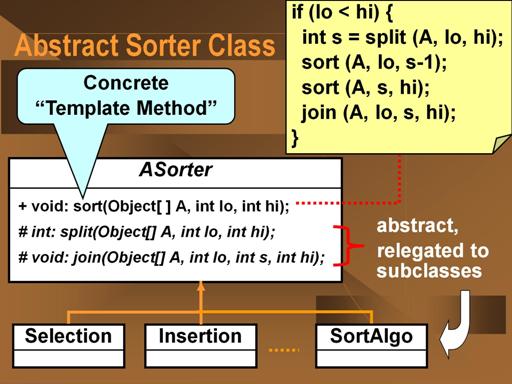 Abstract Sorter Class
if (lo < hi) {
int s = split (A, lo, hi);
sort (A, lo, s-1);
sort (A, s, hi);
join (A, lo, s, hi);
}
Concrete
“Template Method”
ASorter
+ void: sort(Object[ ] A, int lo, int hi);
# int: split(Object[] A, int lo, int hi);
# void: join(Object[] A, int lo, int s, int hi);
abstract,
relegated to
subclasses
Selection
Insertion
SortAlgo